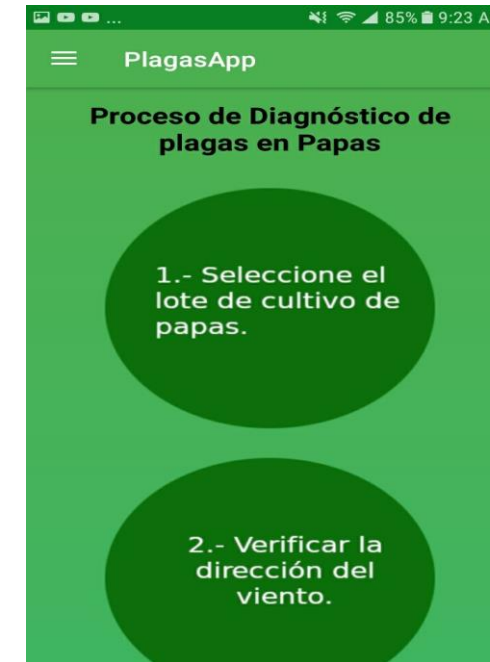 ... 85% 9:23 A
PlagasApp
Proceso de Diagnóstico de
plagas en Papas
1.- Seleccione el
lote de cultivo de
papas.
2.- Verificar la
dirección del
viento.